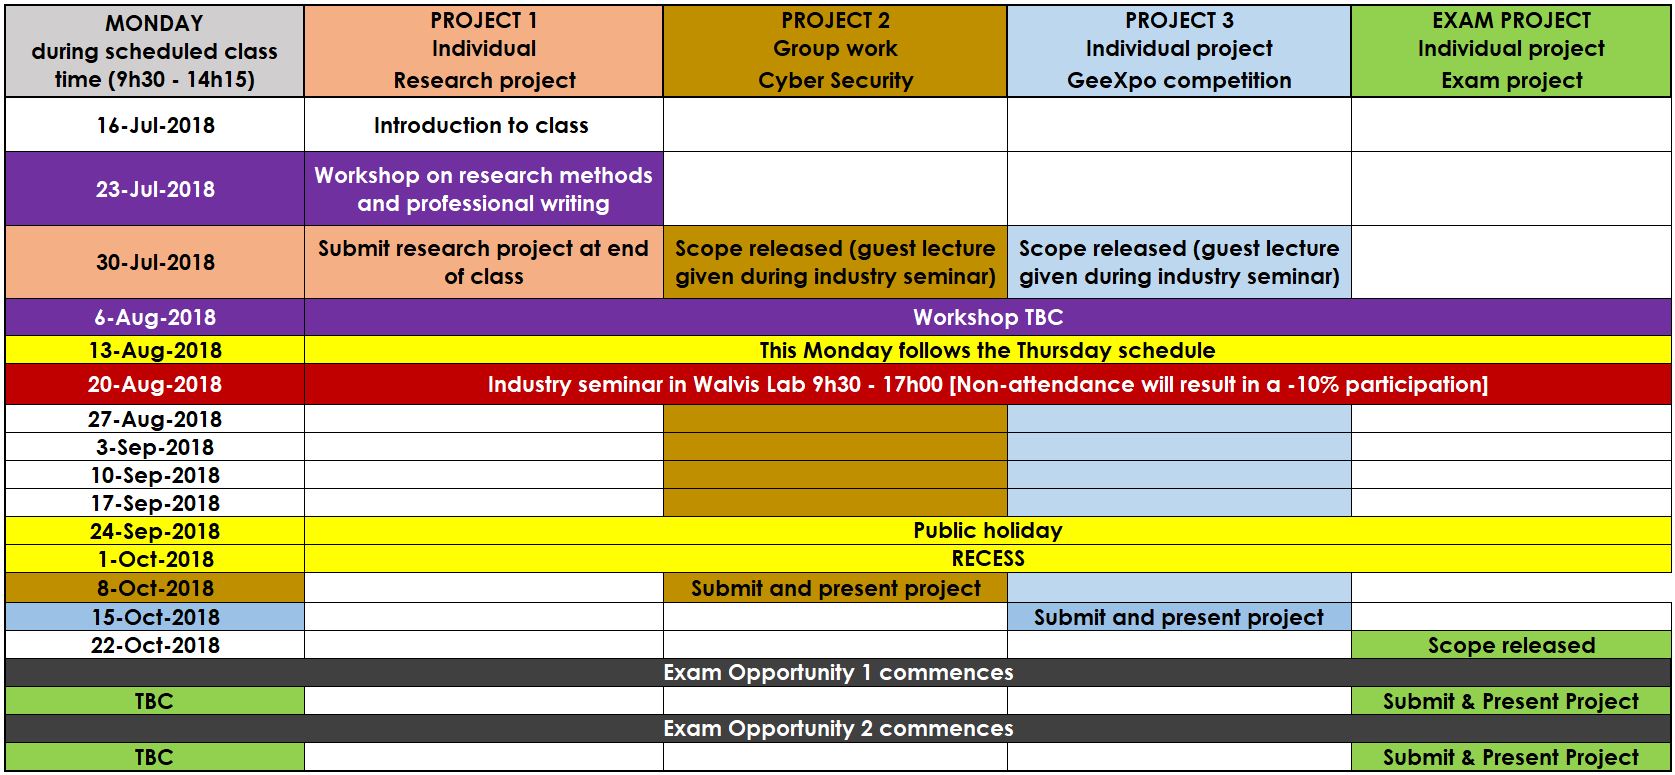 MONDAY
during scheduled class
time (9h30 - 14h15)
PROJECT 1
Individual
Research project
PROJECT 2
Group work
Cyber Security
PROJECT 3
Individual project
GeeXpo competition
EXAM PROJECT
Individual project
Exam project
16-Jul-2018
Introduction to class
23-Jul-2018
Workshop on research methods
and professional writing
30-Jul-2018
Submit research project at end
of class
Scope released (guest lecture
given during industry seminar)
Scope released (guest lecture
given during industry seminar)
6-Aug-2018
Workshop TBC
13-Aug-2018
This Monday follows the Thursday schedule
20-Aug-2018
Industry seminar in Walvis Lab 9h30 - 17h00 [Non-attendance will result in a -10% participation]
27-Aug-2018
3-Sep-2018
10-Sep-2018
17-Sep-2018
24-Sep-2018
Public holiday
1-Oct-2018
RECESS
8-Oct-2018
Submit and present project
15-Oct-2018
Submit and present project
22-Oct-2018
Scope released
Exam Opportunity 1 commences
TBC
Submit & Present Project
Exam Opportunity 2 commences
TBC
Submit & Present Project